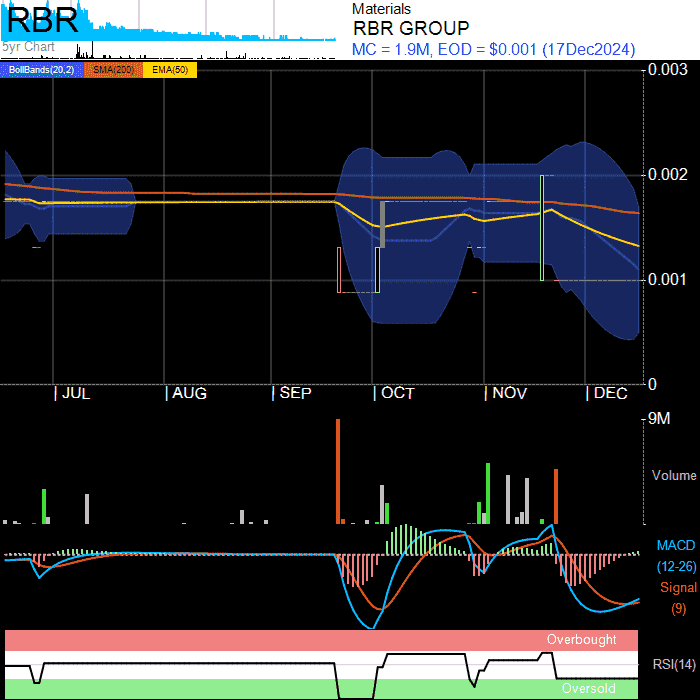 RBR
5yr Chart
Materials
RBR GROUP
MC = 1.9M, EOD = $0.001 (17Dec2024)
BollBands(20,2) SMA(200) EMA(50)
0.003
0.002
0.001
0
| JUL | AUG | SEP | OCT | NOV | DEC
9M
Volume
MACD
(12-26)
Signal
(9)
Overbought
RSI(14)
Oversold